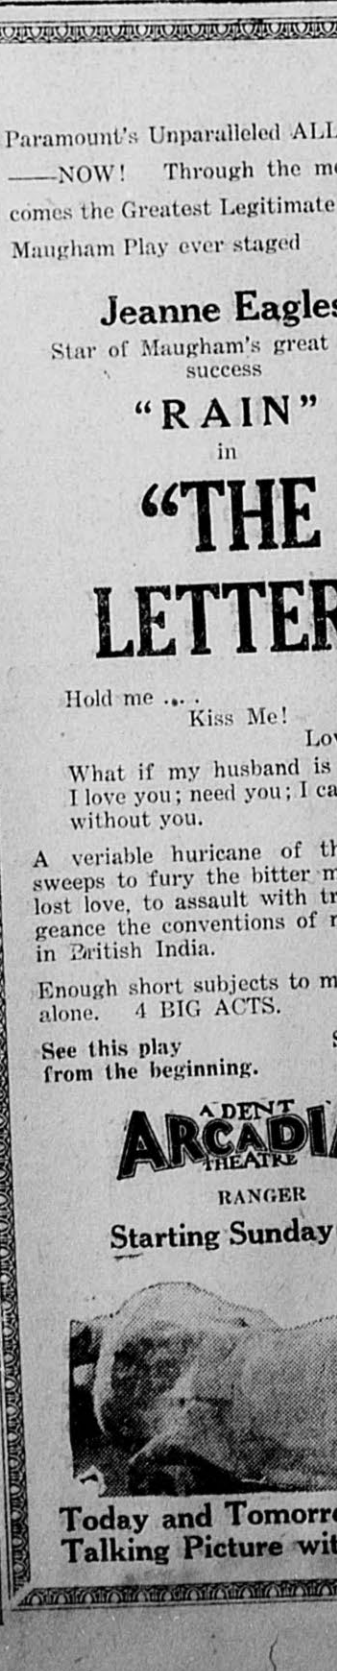 Paramount's Unparalleled ALL
——NOW! Through the me
comes the Greatest Legitimate
Maugham Play ever staged
Jeanne Eagles
Star of Maugham's great
success
"RAIN"
in
"THE
LETTER
Hold me ....
Kiss Me!
Lov
What if my husband is
I love you; need you; I ca
without you.
A veriable huricane of th
sweeps to fury the bitter m
lost love, to assault with tr
geance the conventions of r
in British India.
Enough short subjects to m
alone. 4 BIG ACTS.
See this play
from the beginning.
A DENT
ARCADIA
THEATRE
RANGER
Starting Sunday
Today and Tomorro
Talking Picture wit